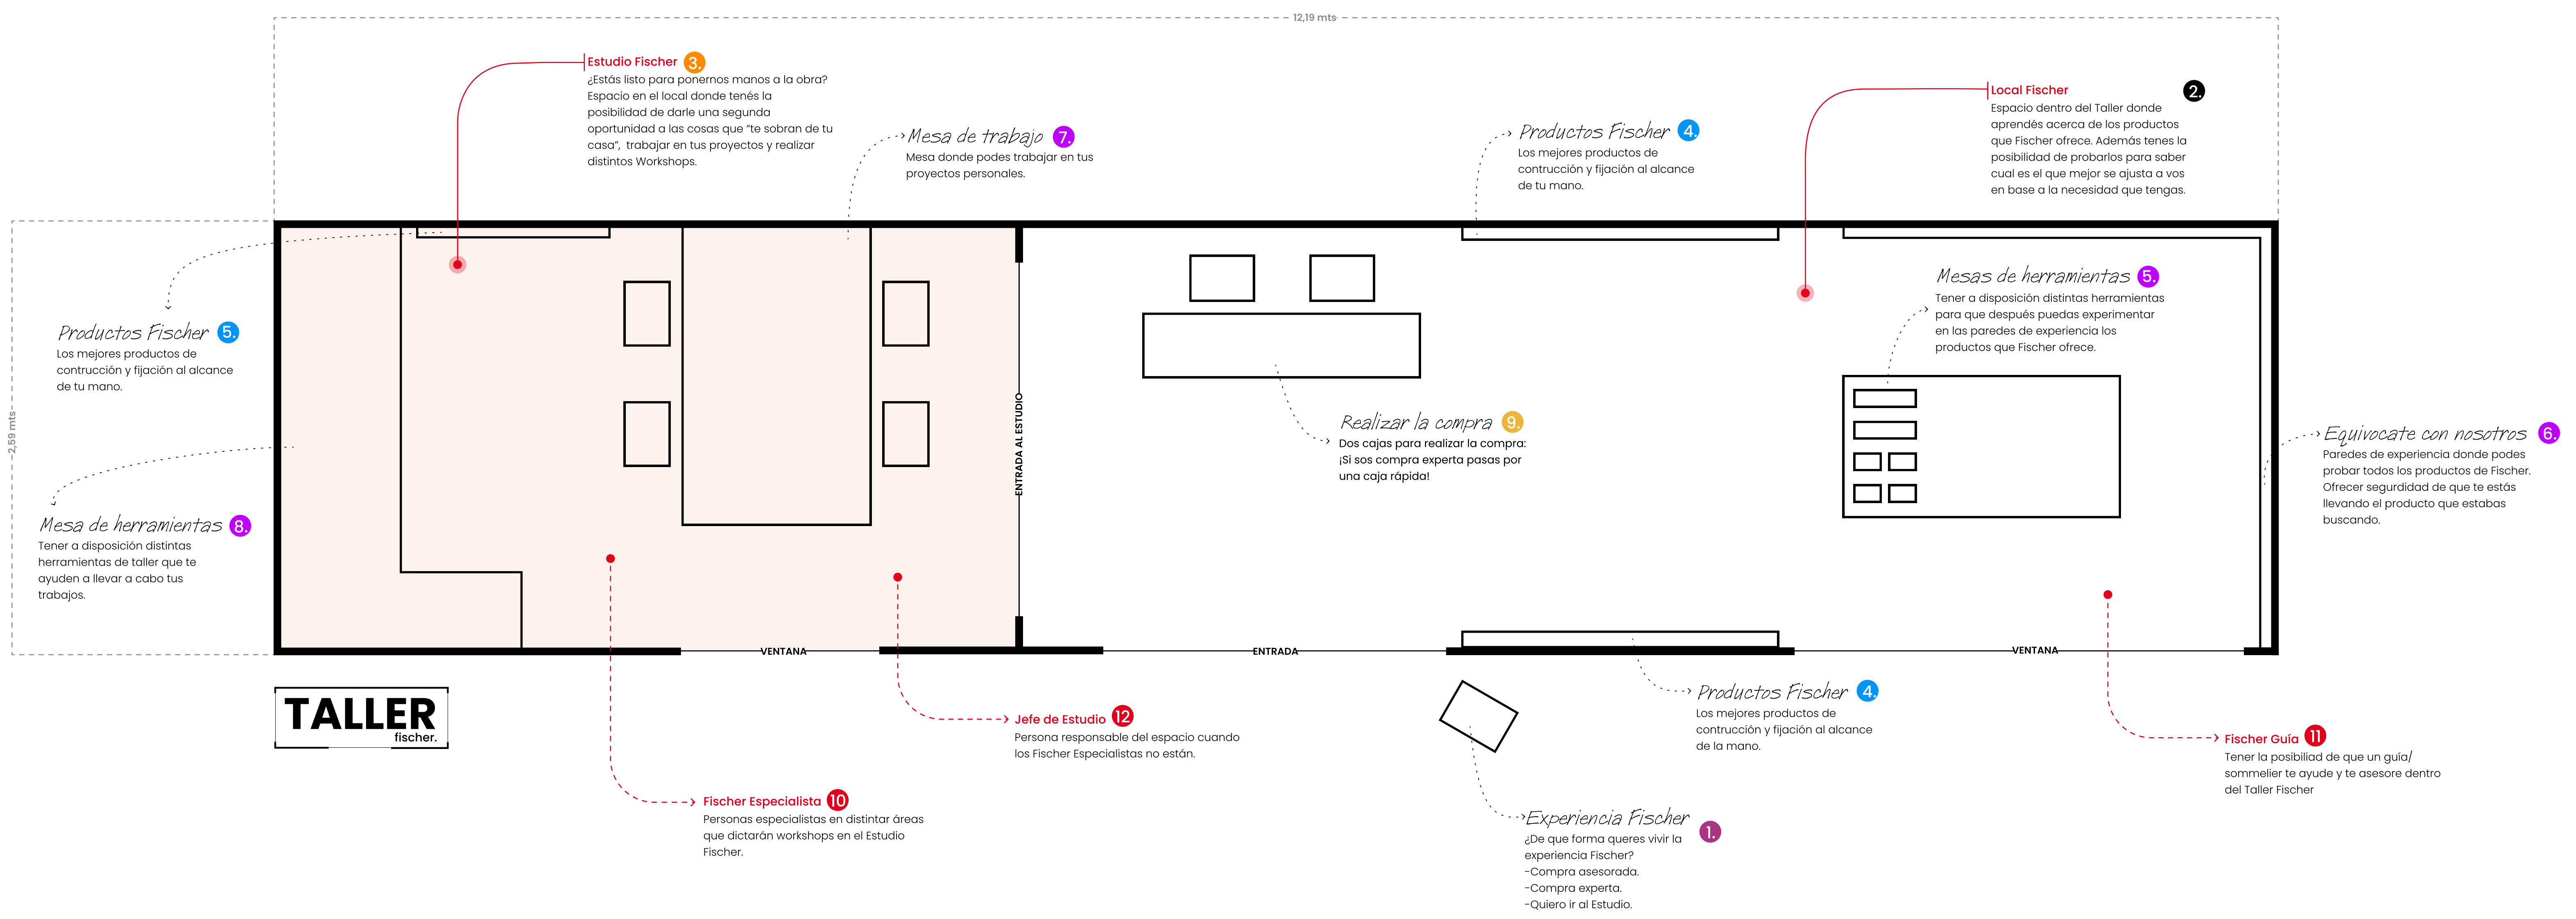 12,19 mts
Estudio Fischer 3.
¿Estás listo para ponernos manos a la obra?
Espacio en el local donde tenés la
posibilidad de darle una segunda
oportunidad a las cosas que “te sobran de tu
casa”, trabajar en tus proyectos y realizar
distintos Workshops.
Mesa de trabajo 7.
Mesa donde podes trabajar en tus
proyectos personales.
Productos Fischer 4.
Los mejores productos de
contrucción y fijación al alcance
de tu mano.
Local Fischer 2.
Espacio dentro del Taller donde
aprendés acerca de los productos
que Fischer ofrece. Además tenes la
posibilidad de probarlos para saber
cual es el que mejor se ajusta a vos
en base a la necesidad que tengas.
2,59 mts
Productos Fischer 5.
Los mejores productos de
contrucción y fijación al alcance
de tu mano.
Mesa de herramientas 8.
Tener a disposición distintas
herramientas de taller que te
ayuden a llevar a cabo tus
trabajos.
ENTRADA AL ESTUDIO
Realizar la compra 9.
Dos cajas para realizar la compra:
¡Si sos compra experta pasas por
una caja rápida!
Mesas de herramientas 5.
Tener a disposición distintas herramientas
para que después puedas experimentar
en las paredes de experiencia los
productos que Fischer ofrece.
Equivocate con nosotros 6.
Paredes de experiencia donde podes
probar todos los productos de Fischer.
Ofrecer segurdidad de que te estás
llevando el producto que estabas
buscando.
VENTANA
ENTRADA
VENTANA
TALLER
fischer.
Jefe de Estudio 12
Persona responsable del espacio cuando
los Fischer Especialistas no están.
Fischer Especialista 10
Personas especialistas en distintar áreas
que dictarán workshops en el Estudio
Fischer.
Productos Fischer 4.
Los mejores productos de
contrucción y fijación al alcance
de la mano.
Experiencia Fischer 1.
¿De que forma queres vivir la
experiencia Fischer?
-Compra asesorada.
-Compra experta.
-Quiero ir al Estudio.
Fischer Guía 11
Tener la posibiliad de que un guía/
sommelier te ayude y te asesore dentro
del Taller Fischer